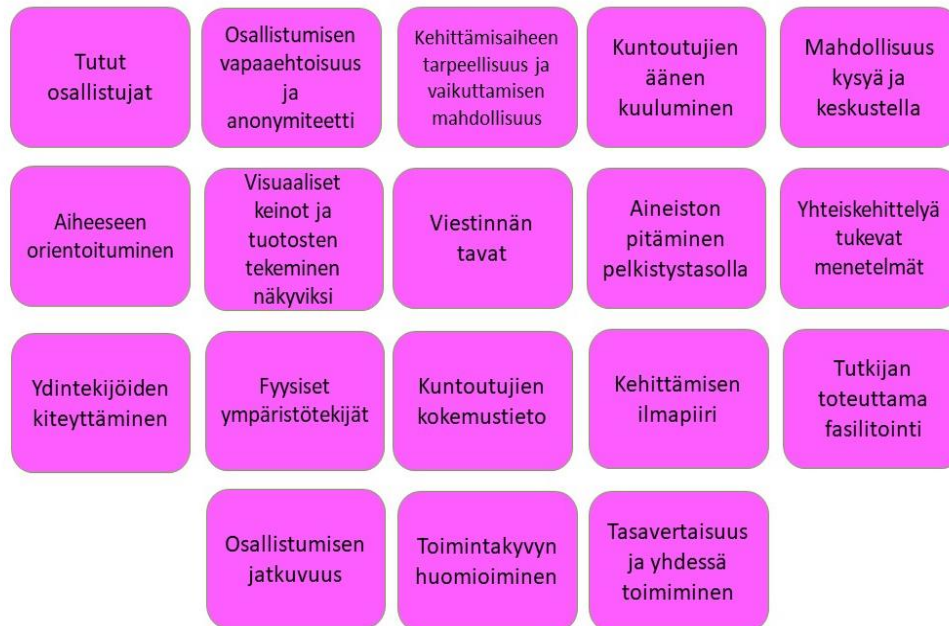 Tutut
osallistujat
Osallistumisen
vapaaehtoisuus
ja
anonymiteetti
Kehittämisaiheen
tarpeellisuus ja
vaikuttamisen
mahdollisuus
Kuntoutujien
äänen
kuuluminen
Mahdollisuus
kysyä ja
keskustella
Aiheeseen
orientoituminen
Visuaaliset
keinot ja
tuotosten
tekeminen
näkyviksi
Viestinnän
tavat
Aineiston
pitäminen
pelkistystasolla
Yhteiskehittelyä
tukevat
menetelmät
Ydintekijöiden
kiteyttäminen
Fyysiset
ympäristötekijät
Kuntoutujien
kokemustieto
Kehittämisen
ilmapiiri
Tutkijan
toteuttama
fasilitointi
Osallistumisen
jatkuvuus
Toimintakyvyn
huomioiminen
Tasavertaisuus
ja yhdessä
toimiminen